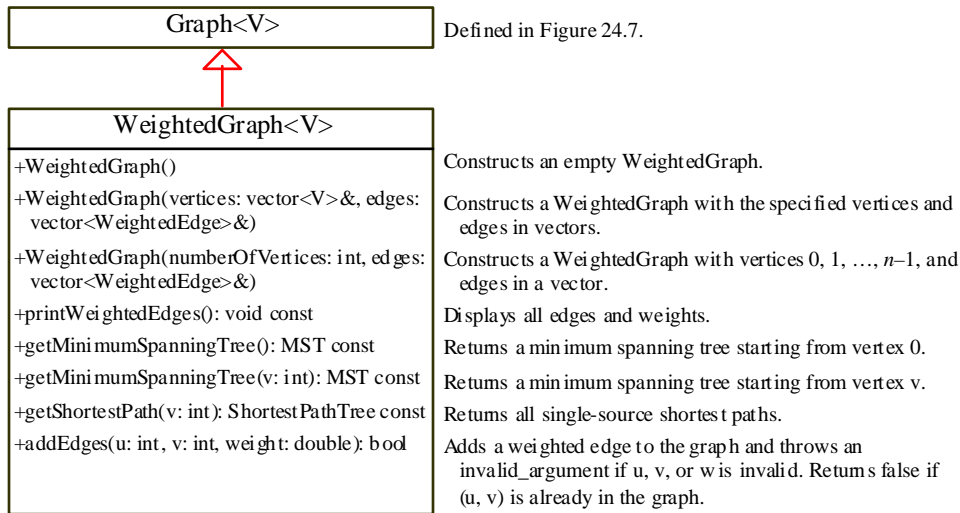 Graph<V>
Defined in Figure 24.7.
WeightedGraph<V>
+WeightedGraph()
Constructs an empty WeightedGraph.
+WeightedGraph(vertices: vector<V>&, edges:
vector<WeightedEdge>&)
Constructs a WeightedGraph with the specified vertices and
edges in vectors.
+WeightedGraph(numberOfVertices: int, edges:
vector<WeightedEdge>&)
Constructs a WeightedGraph with vertices 0, 1, …, n–1, and
edges in a vector.
+printWeightedEdges(): void const
Displays all edges and weights.
+getMinimumSpanningTree(): MST const
Returns a minimum spanning tree starting from vertex 0.
+getMinimumSpanningTree(v: int): MST const
Returns a minimum spanning tree starting from vertex v.
+getShortestPath(v: int): ShortestPathTree const
Returns all single-source shortest paths.
+addEdges(u: int, v: int, weight: double): bool
Adds a weighted edge to the graph and throws an
invalid_argument if u, v, or w is invalid. Returns false if
(u, v) is already in the graph.